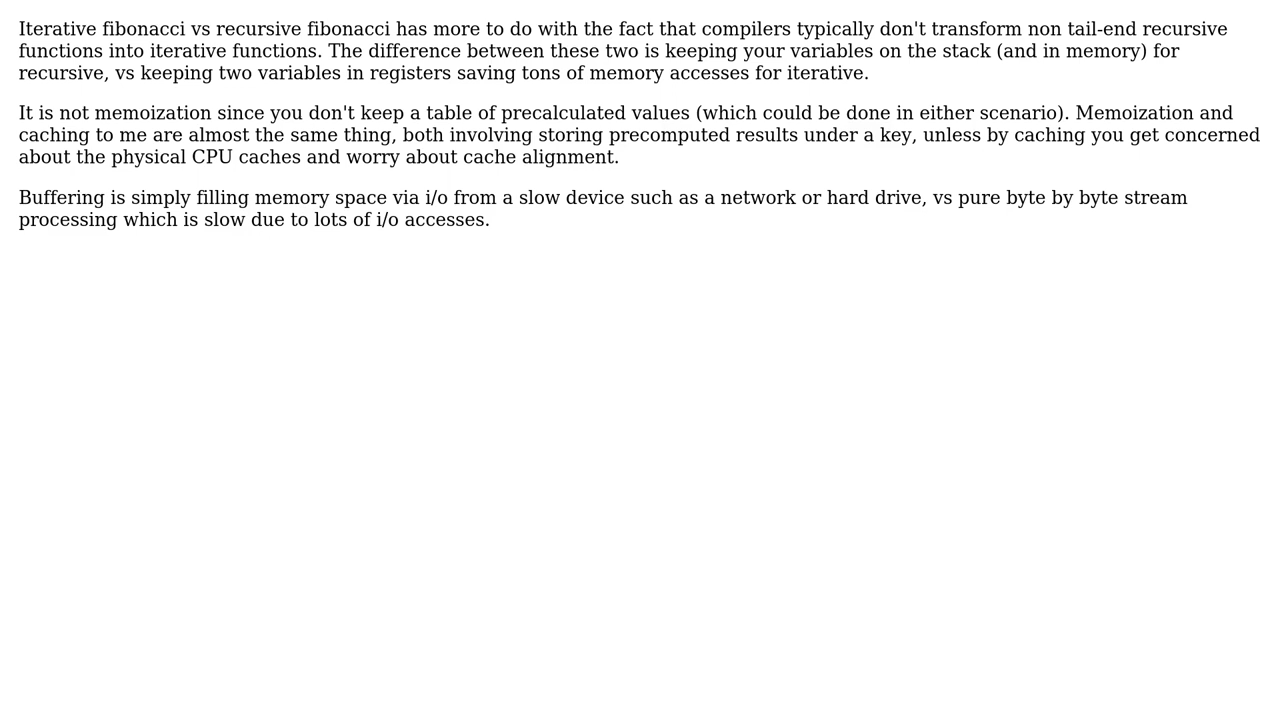 Iterative fibonacci vs recursive fibonacci has more to do with the fact that compilers typically don't transform non tail-end recursive
functions into iterative functions. The difference between these two is keeping your variables on the stack (and in memory) for
recursive, vs keeping two variables in registers saving tons of memory accesses for iterative.
It is not memoization since you don't keep a table of precalculated values (which could be done in either scenario). Memoization and
caching to me are almost the same thing, both involving storing precomputed results under a key, unless by caching you get concerned
about the physical CPU caches and worry about cache alignment.
Buffering is simply filling memory space via i/o from a slow device such as a network or hard drive, vs pure byte by byte stream
processing which is slow due to lots of i/o accesses.